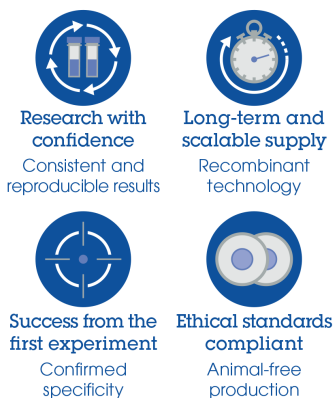 Research with
confidence
Consistent and
reproducible results
Long-term and
scalable supply
Recombinant
technology
Success from the
first experiment
Confirmed
specificity
Ethical standards
compliant
Animal-free
production